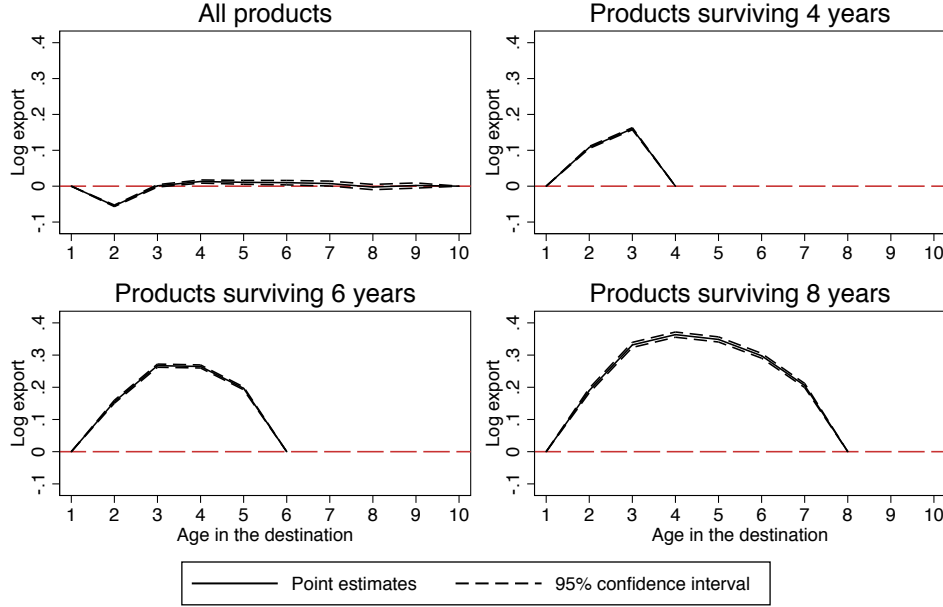 All products
Products surviving 4 years
Log export
.4
.3
.2
.1
0
-.1
1 2 3 4 5 6 7 8 9 10
Log export
.4
.3
.2
.1
0
-.1
1 2 3 4 5 6 7 8 9 10
Products surviving 6 years
Products surviving 8 years
Log export
.4
.3
.2
.1
0
-.1
1 2 3 4 5 6 7 8 9 10
Age in the destination
Log export
.4
.3
.2
.1
0
-.1
1 2 3 4 5 6 7 8 9 10
Age in the destination
Point estimates
95% confidence interval